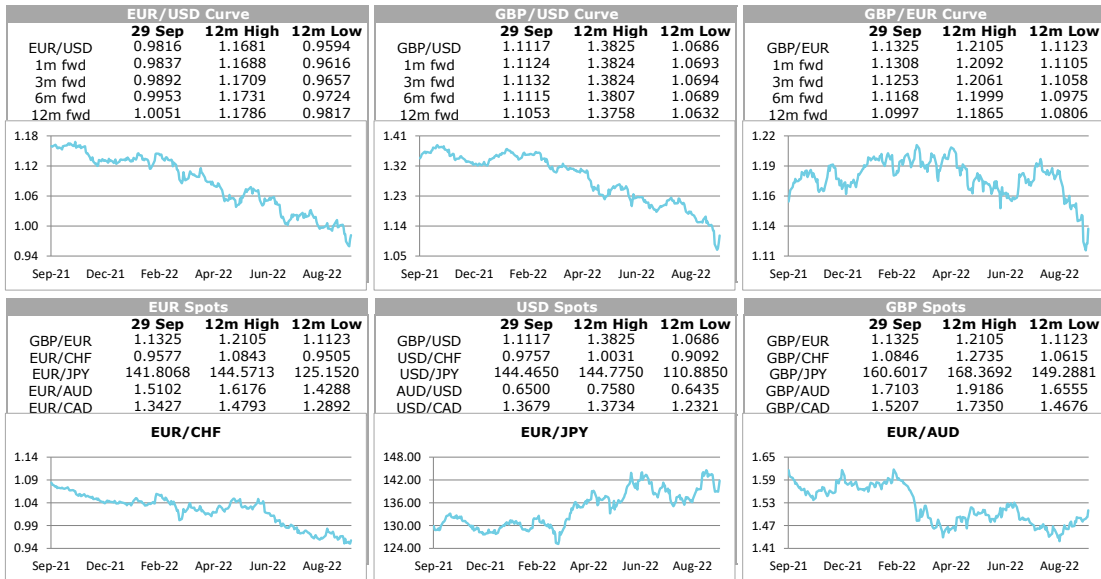 EUR/USD Curve
29 Sep 12m High 12m Low
EUR/USD 0.9816 1.1681 0.9594
1m fwd 0.9837 1.1688 0.9616
3m fwd 0.9892 1.1709 0.9657
6m fwd 0.9953 1.1731 0.9724
12m fwd 1.0051 1.1786 0.9817
1.18
1.12
1.06
1.00
0.94
Sep-21 Dec-21 Feb-22 Apr-22 Jun-22 Aug-22
GBP/USD Curve
29 Sep 12m High 12m Low
GBP/USD 1.1117 1.3825 1.0686
1m fwd 1.1124 1.3824 1.0693
3m fwd 1.1132 1.3824 1.0694
6m fwd 1.1115 1.3807 1.0689
12m fwd 1.1053 1.3758 1.0632
1.41
1.32
1.23
1.14
1.05
Sep-21 Dec-21 Feb-22 Apr-22 Jun-22 Aug-22
GBP/EUR Curve
29 Sep 12m High 12m Low
GBP/EUR 1.1325 1.2105 1.1123
1m fwd 1.1308 1.2092 1.1105
3m fwd 1.1253 1.2061 1.1058
6m fwd 1.1168 1.1999 1.0975
12m fwd 1.0997 1.1865 1.0806
1.22
1.19
1.16
1.14
1.11
Sep-21 Dec-21 Feb-22 Apr-22 Jun-22 Aug-22
EUR Spots
29 Sep 12m High 12m Low
GBP/EUR 1.1325 1.2105 1.1123
EUR/CHF 0.9577 1.0843 0.9505
EUR/JPY 141.8068 144.5713 125.1520
EUR/AUD 1.5102 1.6176 1.4288
EUR/CAD 1.3427 1.4793 1.2892
EUR/CHF
1.14
1.09
1.04
0.99
0.94
Sep-21 Dec-21 Feb-22 Apr-22 Jun-22 Aug-22
USD Spots
29 Sep 12m High 12m Low
GBP/USD 1.1117 1.3825 1.0686
USD/CHF 0.9757 1.0031 0.9092
USD/JPY 144.4650 144.7750 110.8850
AUD/USD 0.6500 0.7580 0.6435
USD/CAD 1.3679 1.3734 1.2321
EUR/JPY
148.00
142.00
136.00
130.00
124.00
Sep-21 Dec-21 Feb-22 Apr-22 Jun-22 Aug-22
GBP Spots
29 Sep 12m High 12m Low
GBP/EUR 1.1325 1.2105 1.1123
GBP/CHF 1.0846 1.2735 1.0615
GBP/JPY 160.6017 168.3692 149.2881
GBP/AUD 1.7103 1.9186 1.6555
GBP/CAD 1.5207 1.7350 1.4676
EUR/AUD
1.65
1.59
1.53
1.47
1.41
Sep-21 Dec-21 Feb-22 Apr-22 Jun-22 Aug-22